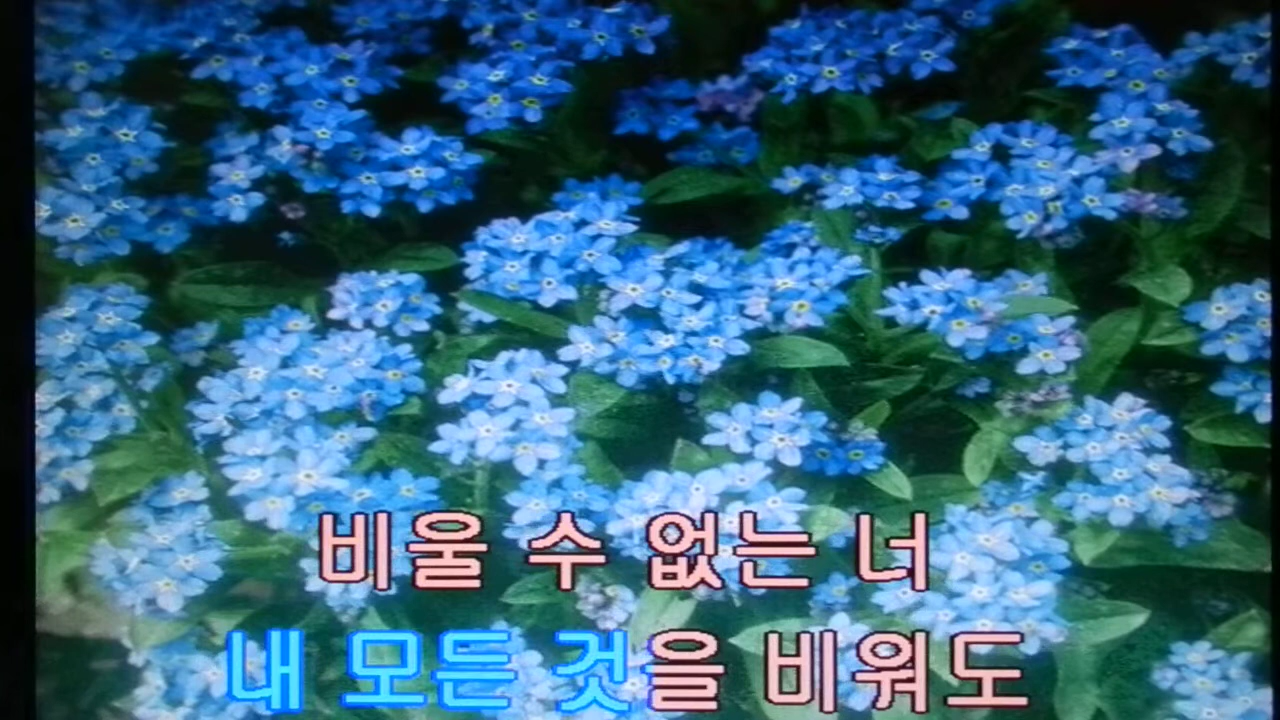 비울 수 없는 너
내 모든 것을 비워도